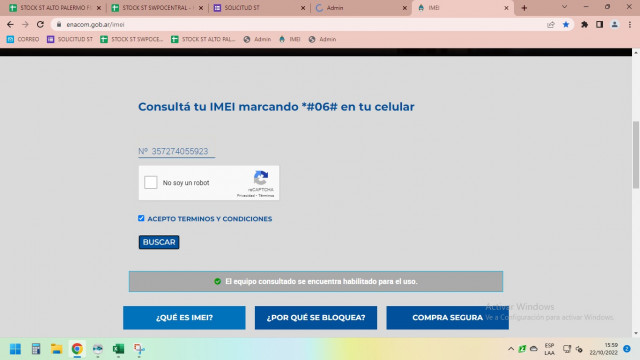 STOCK ST ALTO PALERMO F
STOCK ST SWPOCENTRAL -
SOLICITUD ST
Admin
IMEI
enacom.gob.ar/imei
CORREO
SOLICITUD ST
STOCK ST SWPOCE...
STOCK ST ALTO PAL...
Admin
IMEI
Admin
Consultá tu IMEI marcando *#06# en tu celular
Nº 357274055923
No soy un robot
reCAPTCHA
Privacidad - Términos
ACEPTO TERMINOS Y CONDICIONES
BUSCAR
El equipo consultado se encuentra habilitado para el uso.
¿QUÉ ES IMEI?
¿POR QUÉ SE BLOQUEA?
COMPRA SEGURA
Activar Windows
Ve a Configuración para activar Windows.
ESP
LAA
15:59
22/10/2022
2